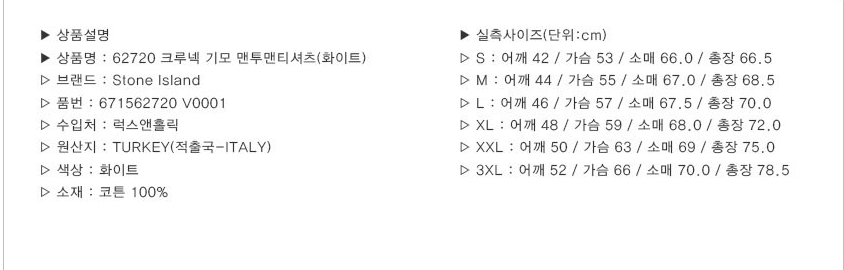 ▶ 상품설명
▶ 상품명 : 62720 크루넥 기모 맨투맨티셔츠(화이트)
▷ 브랜드 : Stone Island
▷ 품번 : 671562720 V0001
▷ 수입처 : 럭스앤홀릭
▷ 원산지 : TURKEY(적출국-ITALY)
▷ 색상 : 화이트
▷ 소재 : 코튼 100%
▶ 실측사이즈(단위:cm)
▷ S : 어깨 42 / 가슴 53 / 소매 66.0 / 총장 66.5
▷ M : 어깨 44 / 가슴 55 / 소매 67.0 / 총장 68.5
▷ L : 어깨 46 / 가슴 57 / 소매 67.5 / 총장 70.0
▷ XL : 어깨 48 / 가슴 59 / 소매 68.0 / 총장 72.0
▷ XXL : 어깨 50 / 가슴 63 / 소매 69 / 총장 75.0
▷ 3XL : 어깨 52 / 가슴 66 / 소매 70.0 / 총장 78.5